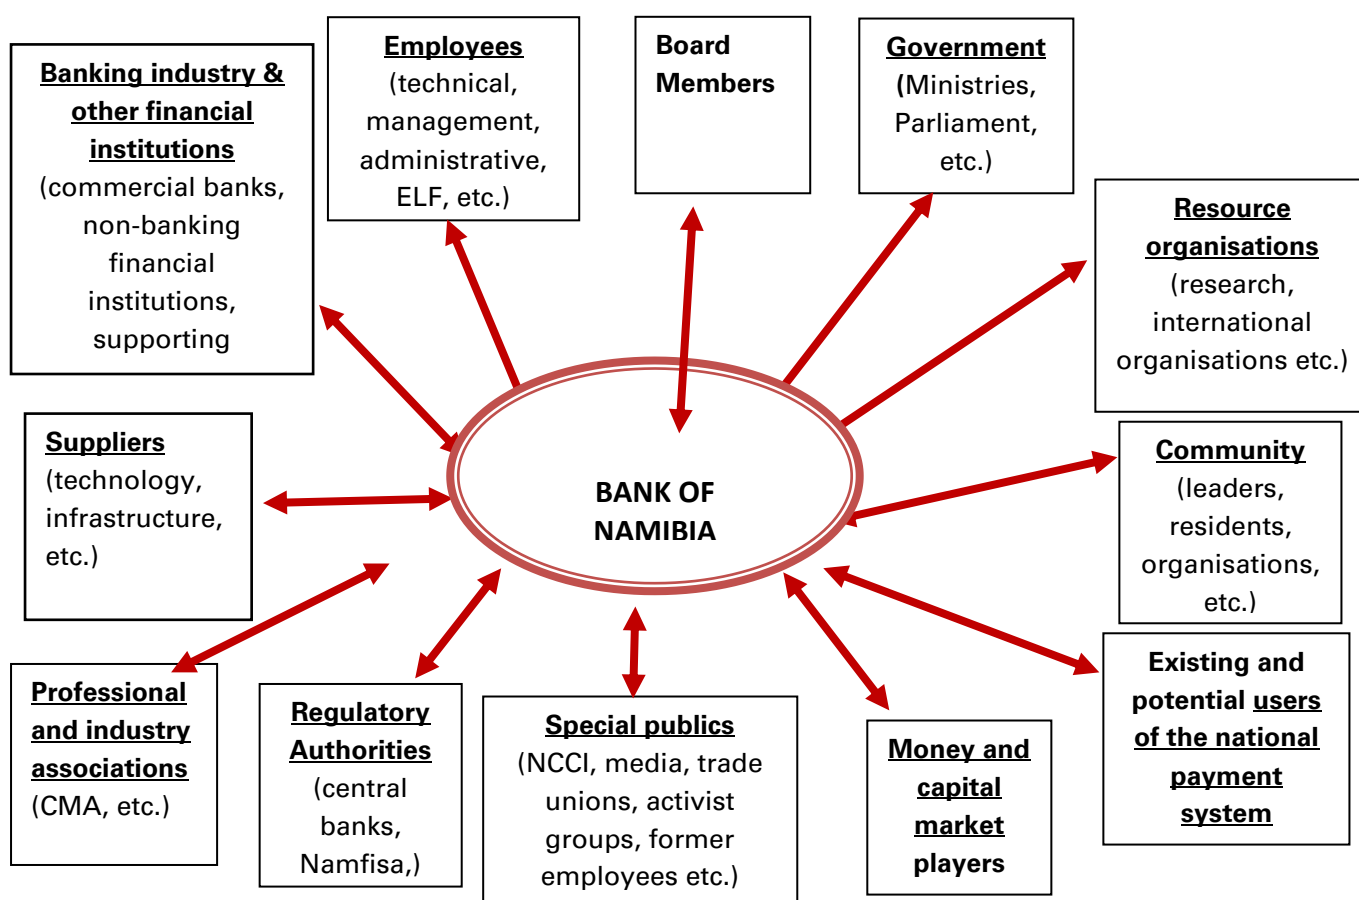 Banking industry &
other financial
institutions
(commercial banks,
non-banking
financial
institutions,
supporting
Employees
(technical,
management,
administrative,
ELF, etc.)
Board
Members
Government
(Ministries,
Parliament,
etc.)
Resource
organisations
(research,
international
organisations etc.)
Suppliers
(technology,
infrastructure,
etc.)
BANK OF
NAMIBIA
Community
(leaders,
residents,
organisations,
etc.)
Professional
and industry
associations
(CMA, etc.)
Regulatory
Authorities
(central
banks,
Namfisa,)
Special publics
(NCCI, media, trade
unions, activist
groups, former
employees etc.)
Money and
capital
market
players
Existing and
potential users
of the national
payment
system